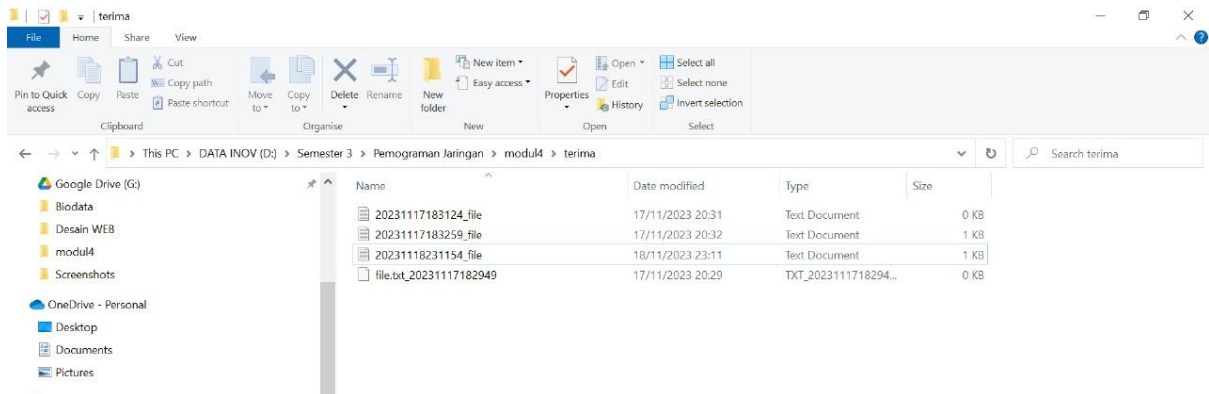 terima
File Home Share View
Pin to Quick access
Copy
Paste
Cut
Copy path
Paste shortcut
Clipboard
Move to
Copy to
Delete
Rename
Organise
New folder
New item
Easy access
New
Properties
Open
Edit
History
Open
Select all
Select none
Invert selection
Select
This PC > DATA INOV (D:) > Semester 3 > Pemograman Jaringan > modul4 > terima
Search terima
Google Drive (G:)
Biodata
Desain WEB
modul4
Screenshots
OneDrive - Personal
Desktop
Documents
Pictures
Name Date modified Type Size
20231117183124_file 17/11/2023 20:31 Text Document 0 KB
20231117183259_file 17/11/2023 20:32 Text Document 1 KB
20231118231154_file 18/11/2023 23:11 Text Document 1 KB
file.txt_20231117182949 17/11/2023 20:29 TXT_2023111718294... 0 KB